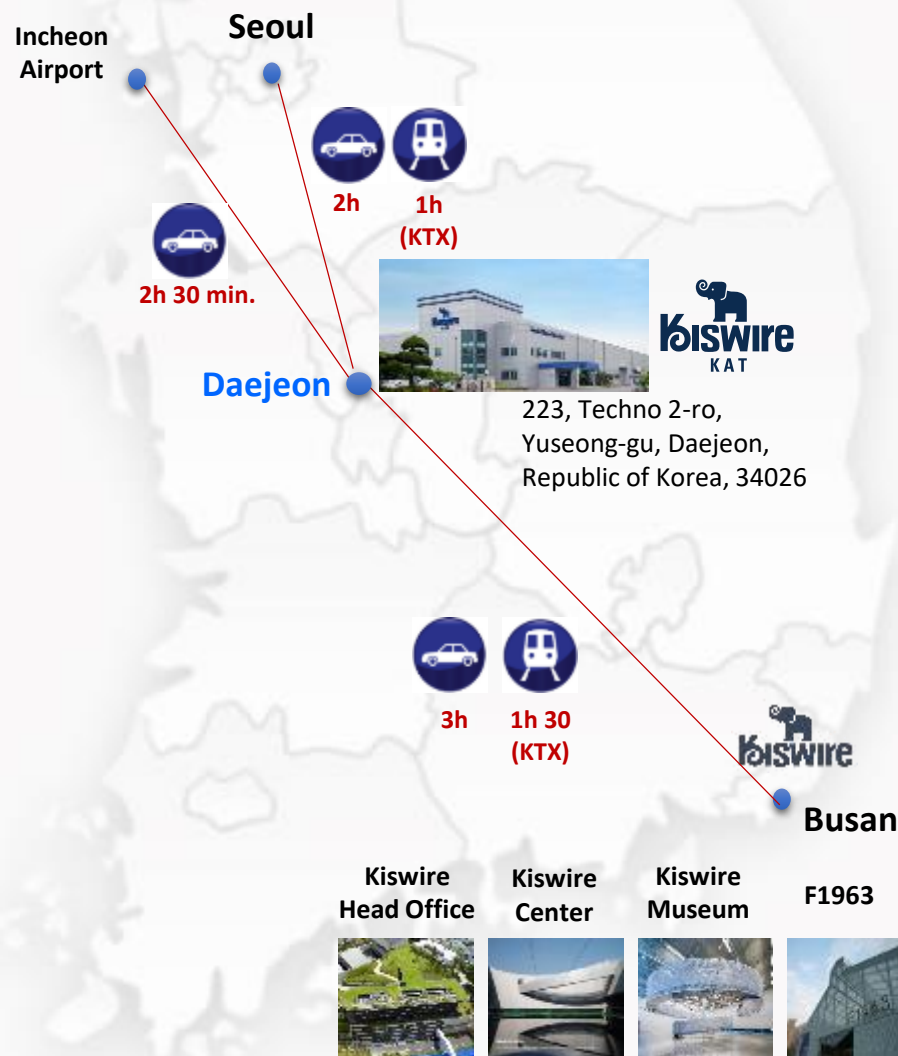 Incheon
Airport
Seoul
2h
1h
(KTX)
2h 30 min.
Kiswire
KAT
Daejeon
223, Techno 2-ro,
Yuseong-gu, Daejeon,
Republic of Korea, 34026
3h
1h 30
(KTX)
Kiswire
Busan
Kiswire
Head Office
Kiswire
Center
Kiswire
Museum
F1963